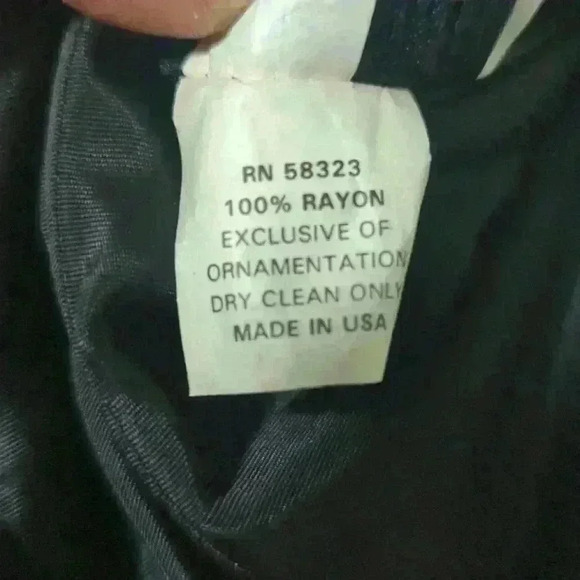 RN 58323
100% RAYON
EXCLUSIVE OF
ORNAMENTATION
DRY CLEAN ONLY
MADE IN USA